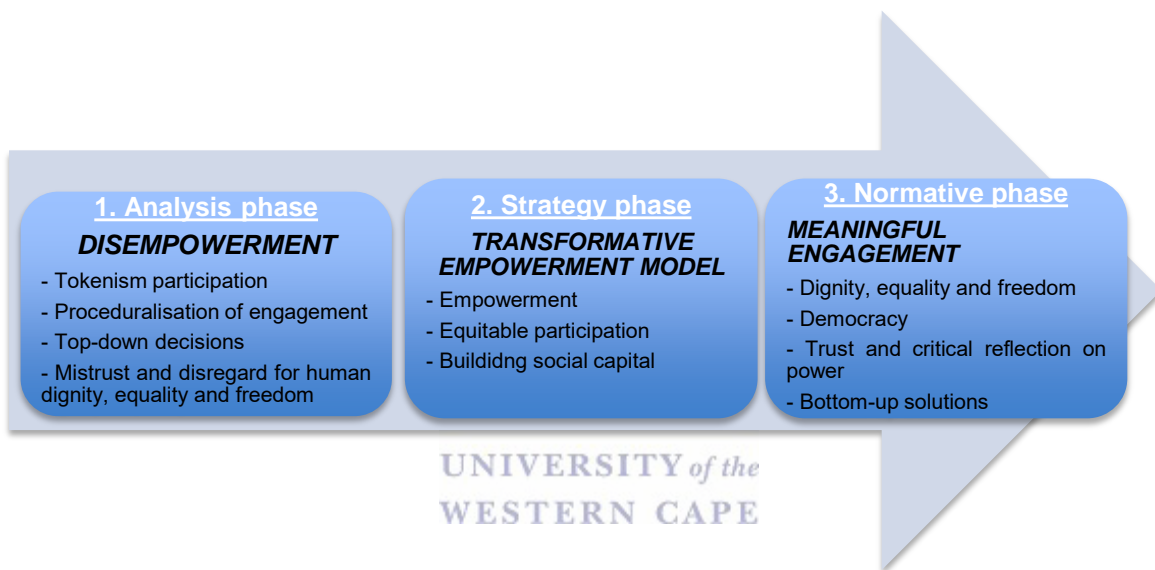 1. Analysis phase
DISEMPOWERMENT
- Tokenism participation
- Proceduralisation of engagement
- Top-down decisions
- Mistrust and disregard for human
dignity, equality and freedom
2. Strategy phase
TRANSFORMATIVE
EMPOWERMENT MODEL
- Empowerment
- Equitable participation
- Buildidng social capital
3. Normative phase
MEANINGFUL
ENGAGEMENT
- Dignity, equality and freedom
- Democracy
- Trust and critical reflection on
power
- Bottom-up solutions
UNIVERSITY of the
WESTERN CAPE